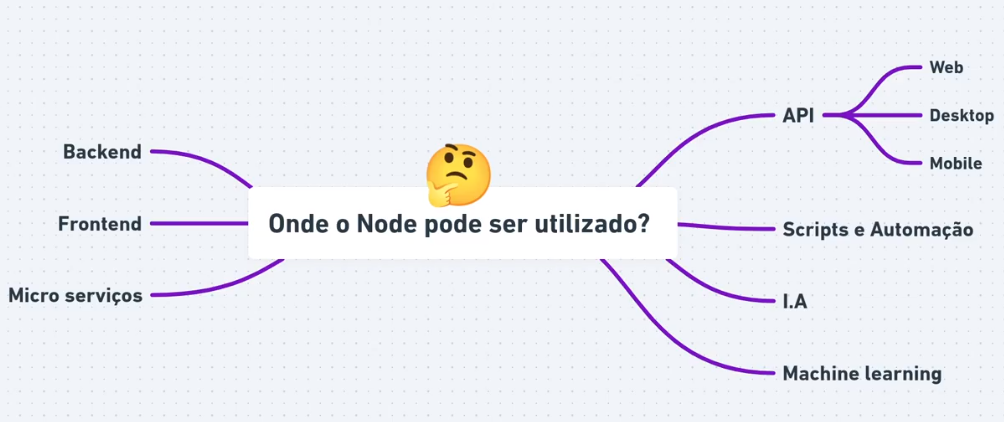 Onde o Node pode ser utilizado?
Backend
Frontend
Micro serviços
API
Web
Desktop
Mobile
Scripts e Automação
I.A
Machine learning